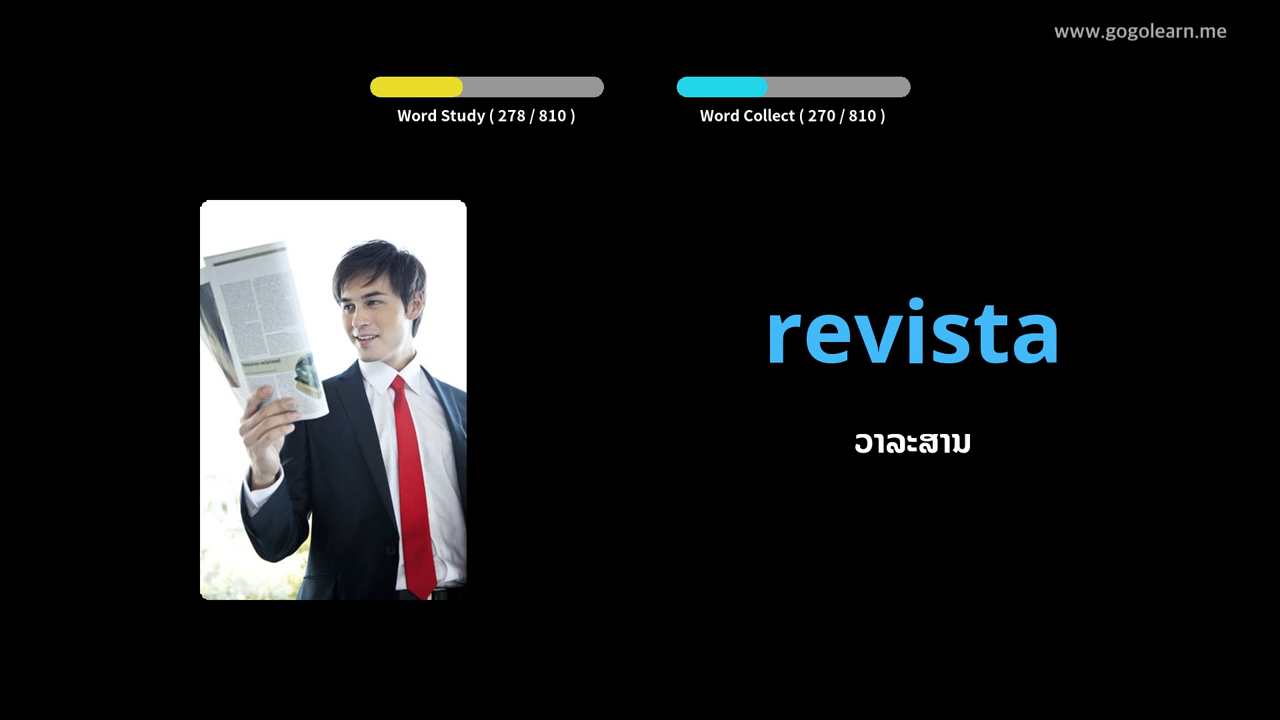 www.gogolearn.me
Word Study ( 278 / 810 )
Word Collect ( 270 / 810 )
revista
ວາລະສານ